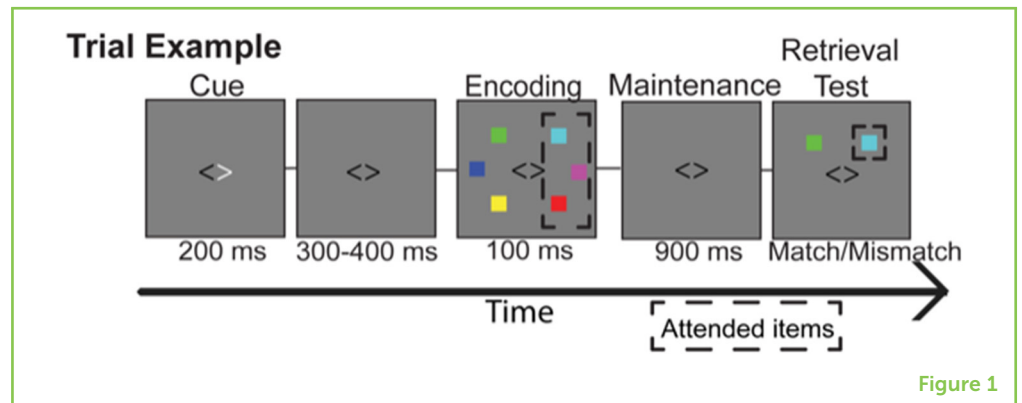 Trial Example
Cue
Encoding
Maintenance
Retrieval
Test
<>
<>
<>
<>
<>
200 ms
300-400 ms
100 ms
900 ms
Match/Mismatch
Time
Attended items
Figure 1